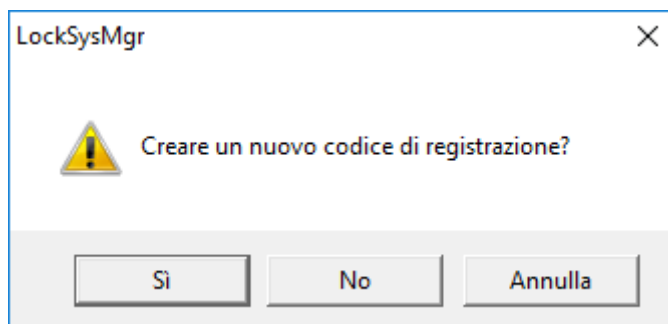 LockSysMgr
Creare un nuovo codice di registrazione?
Sì
No
Annulla